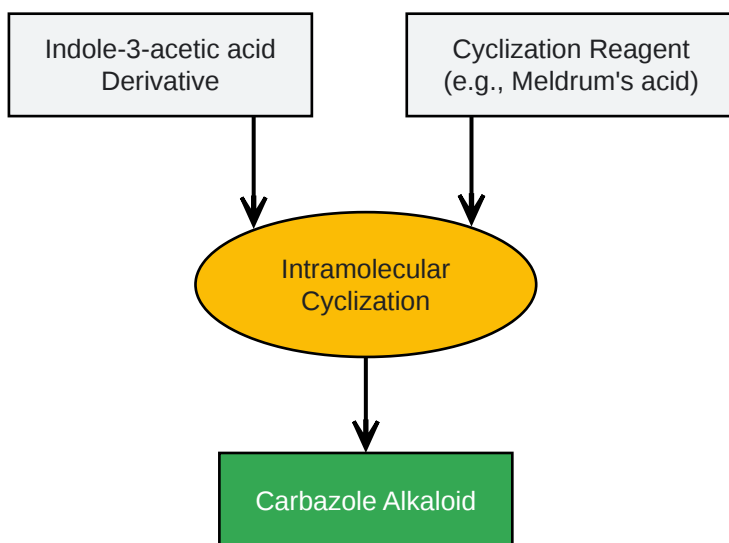 Indole-3-acetic acid
Derivative
Cyclization Reagent
(e.g., Meldrum's acid)
Intramolecular
Cyclization
Carbazole Alkaloid